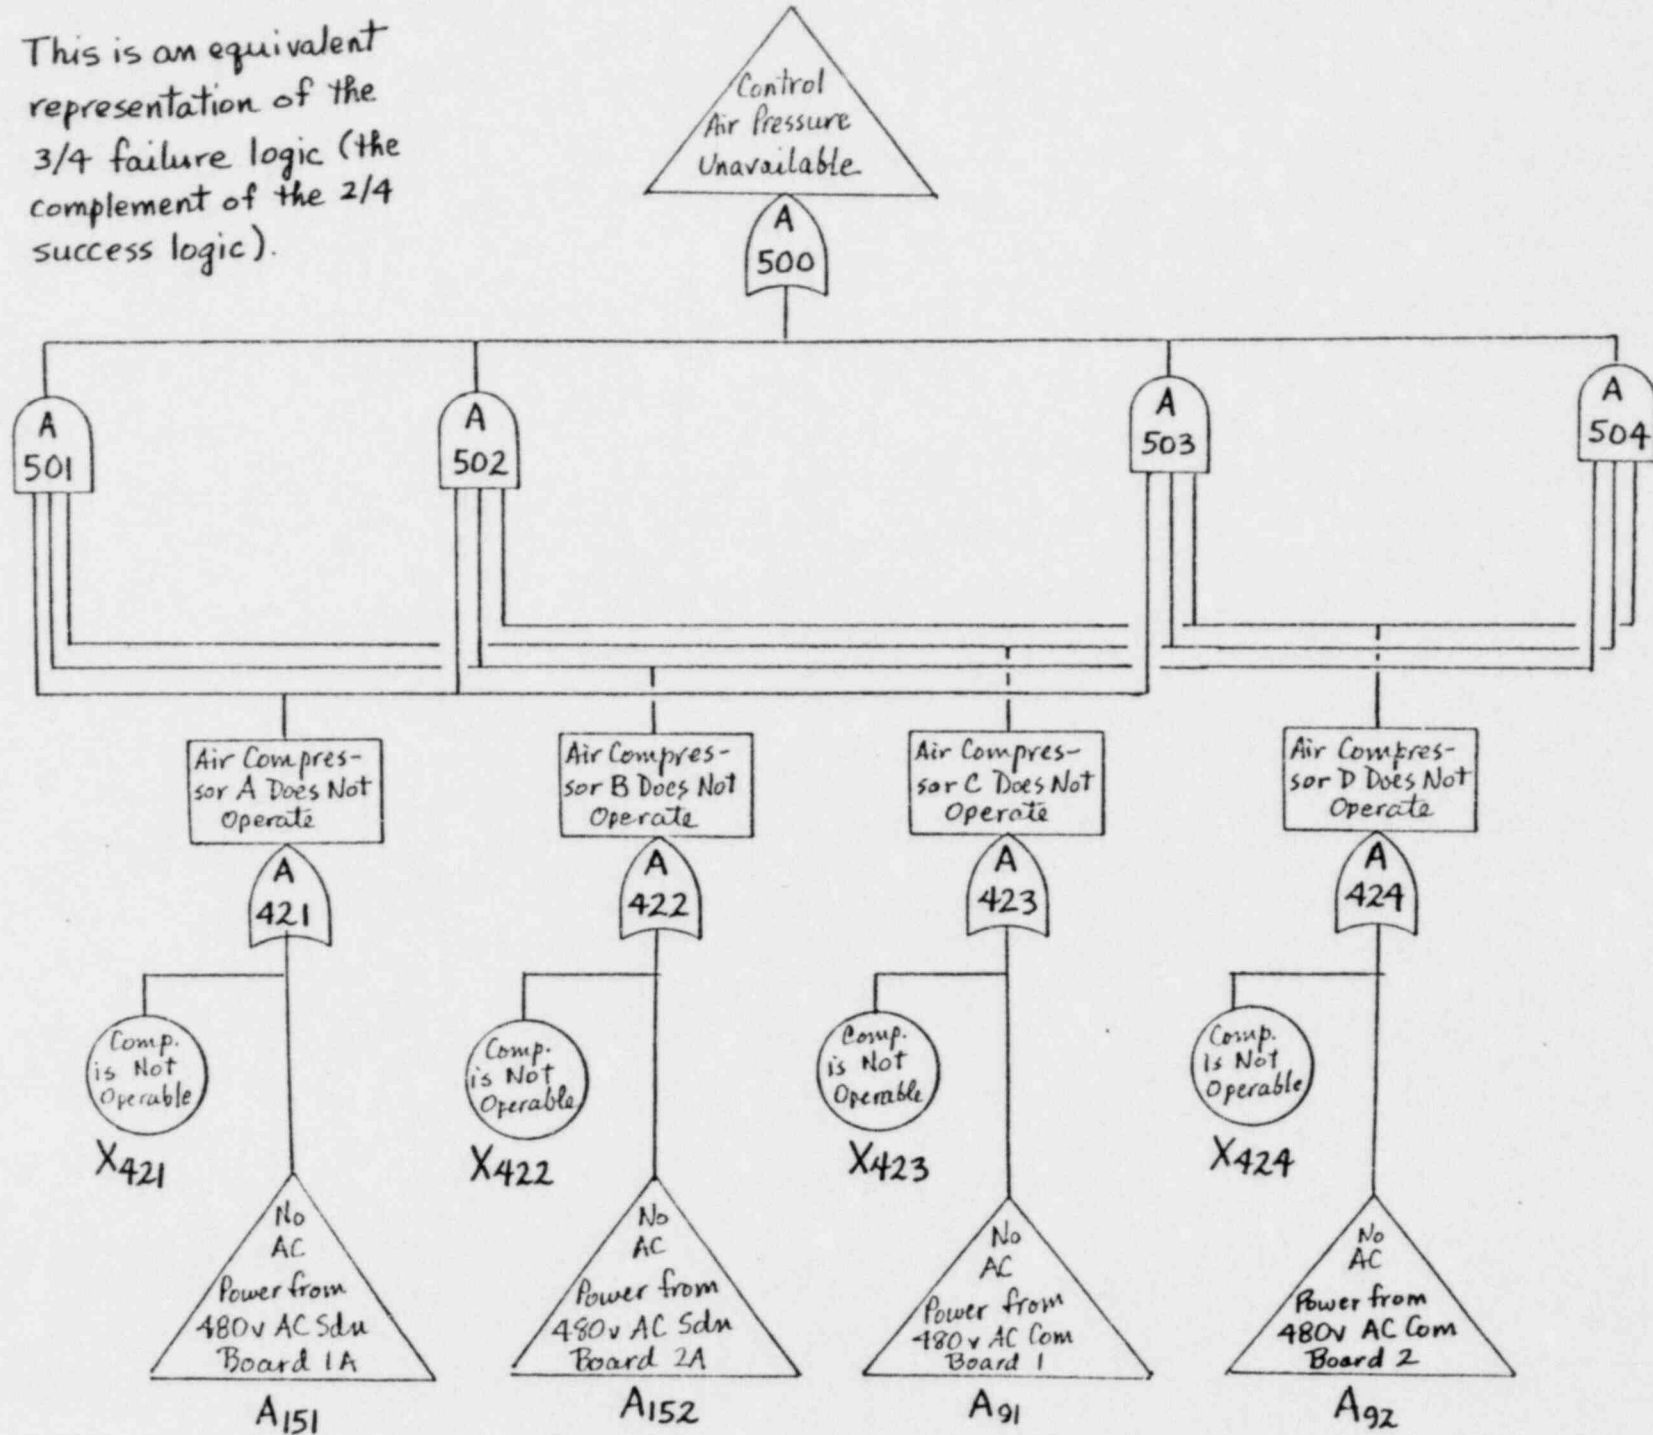 This is an equivalent
representation of the
3/4 failure logic (the
complement of the 2/4
success logic).
Control
Air Pressure
Unavailable
A
500
A
501
A
502
A
503
A
504
Air Compres-
sor A Does Not
Operate
Air Compres-
sor B Does Not
Operate
Air Compres-
sor C Does Not
Operate
Air Compres-
sor D Does Not
Operate
A
421
A
422
A
423
A
424
Comp.
is Not
Operable
X421
Comp.
is Not
Operable
X422
Comp.
is Not
Operable
X423
Comp.
is Not
Operable
X424
No
AC
Power from
480v AC Sdn
Board 1A
A151
No
AC
Power from
480v AC Sdn
Board 2A
A152
No
AC
Power from
480v AC Com
Board 1
A91
No
AC
Power from
480v AC Com
Board 2
A92